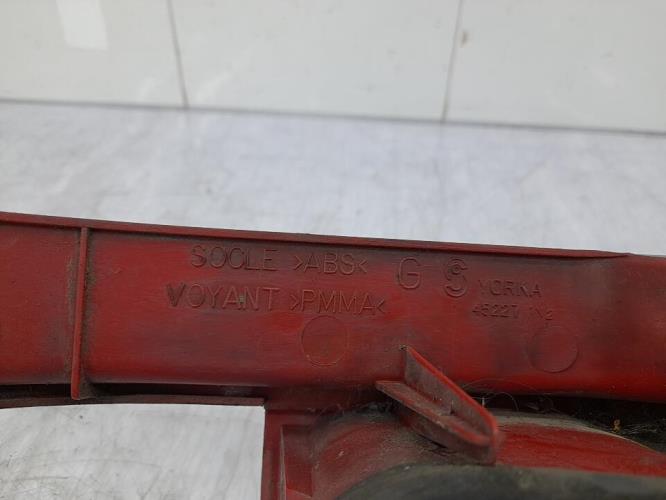 SOCLE >ABS< G S YORKA
VOYANT >PMMA< 45227